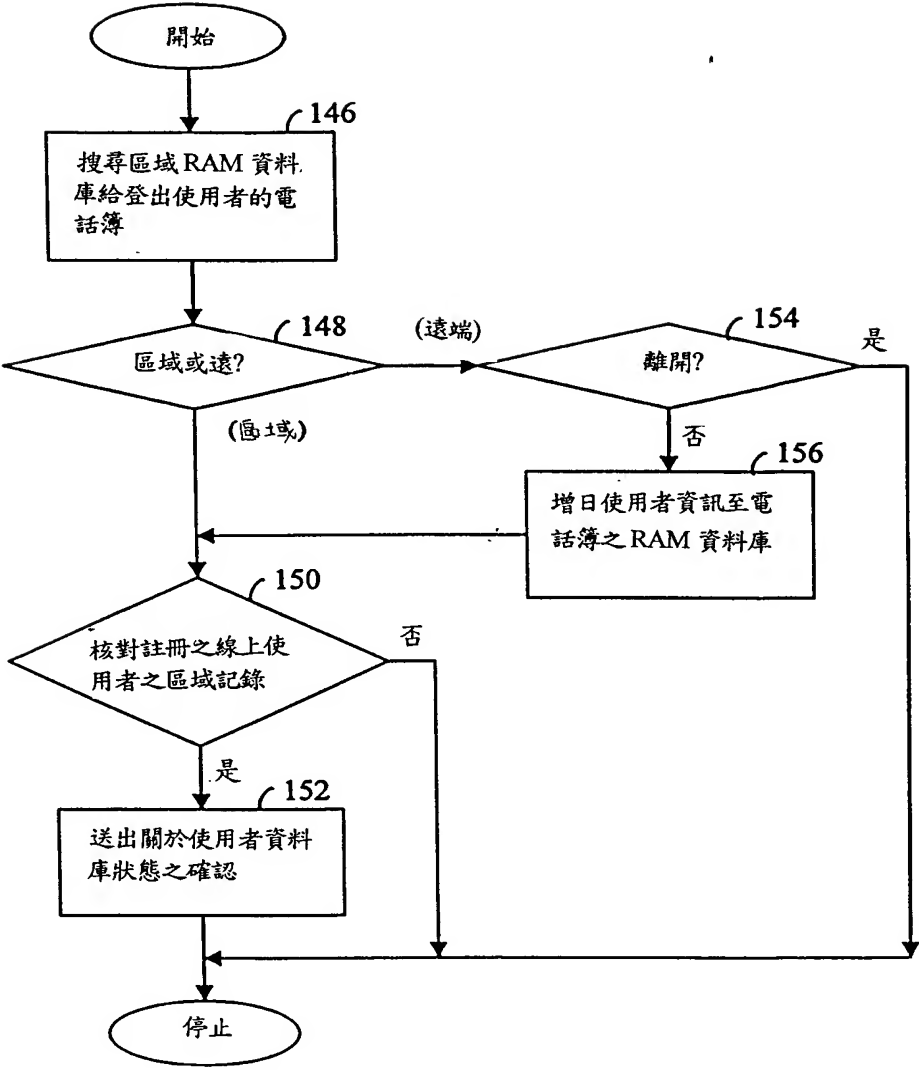 開始
146
搜尋區域 RAM 資料
庫給登出使用者的電
話簿
148
區域或遠?
(遠端)
154
離開?
是
(區域)
否
156
增日使用者資訊至電
話簿之 RAM 資料庫
150
核對註冊之線上使
用者之區域記錄
否
是
152
送出關於使用者資料
庫狀態之確認
停止